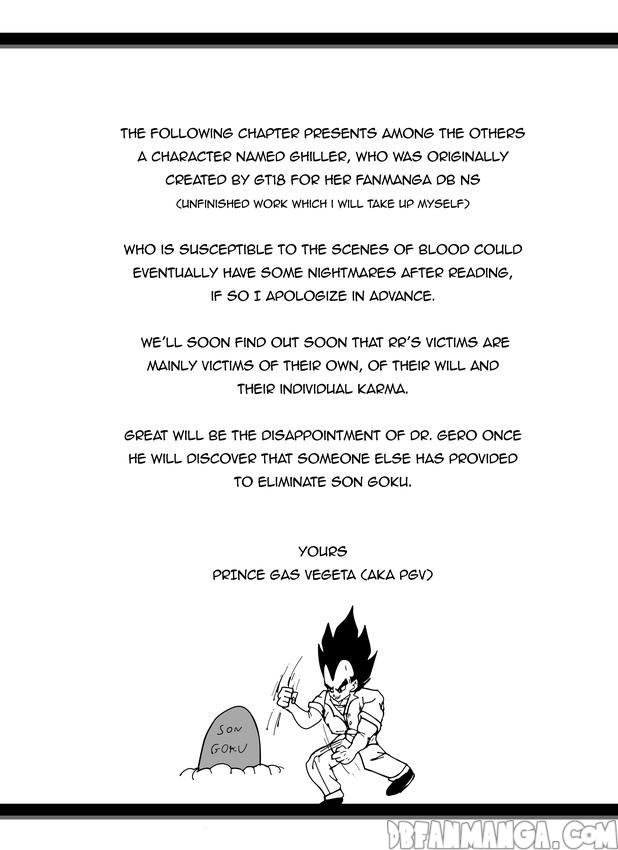 THE FOLLOWING CHAPTER PRESENTS AMONG THE OTHERS
A CHARACTER NAMED GHILLER, WHO WAS ORIGINALLY
CREATED BY GT18 FOR HER FANMANGA DB NS
(UNFINISHED WORK WHICH I WILL TAKE UP MYSELF)
WHO IS SUSCEPTIBLE TO THE SCENES OF BLOOD COULD
EVENTUALLY HAVE SOME NIGHTMARES AFTER READING,
IF SO I APOLOGIZE IN ADVANCE.
WE'LL SOON FIND OUT SOON THAT RR'S VICTIMS ARE
MAINLY VICTIMS OF THEIR OWN, OF THEIR WILL AND
THEIR INDIVIDUAL KARMA.
GREAT WILL BE THE DISAPPOINTMENT OF DR. GERO ONCE
HE WILL DISCOVER THAT SOMEONE ELSE HAS PROVIDED
TO ELIMINATE SON GOKU.
YOURS
PRINCE GAS VEGETA (AKA PGV)
SON
GOKU
DBFANMANGA.COM